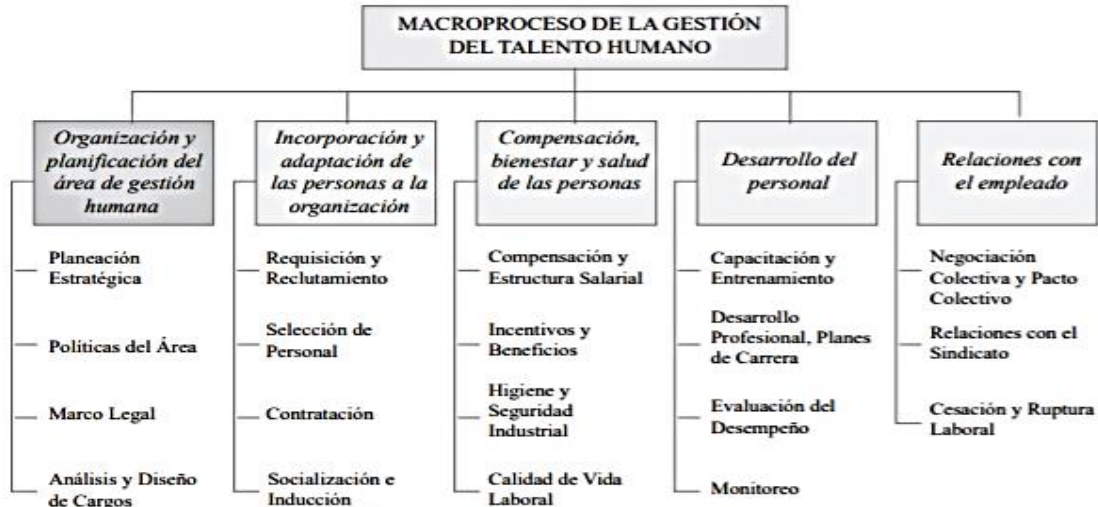 MACROPROCESO DE LA GESTIÓN
DEL TALENTO HUMANO
Organización y
planificación del
área de gestión
humana
Planeación
Estratégica
Políticas del Área
Marco Legal
Análisis y Diseño
de Cargos
Incorporación y
adaptación de
las personas a la
organización
Requisición y
Reclutamiento
Selección de
Personal
Contratación
Socialización e
Inducción
Compensación,
bienestar y salud
de las personas
Compensación y
Estructura Salarial
Incentivos y
Beneficios
Higiene y
Seguridad
Industrial
Calidad de Vida
Laboral
Desarrollo del
personal
Capacitación y
Entrenamiento
Desarrollo
Profesional, Planes
de Carrera
Evaluación del
Desempeño
Monitoreo
Relaciones con
el empleado
Negociación
Colectiva y Pacto
Colectivo
Relaciones con el
Sindicato
Cesación y Ruptura
Laboral